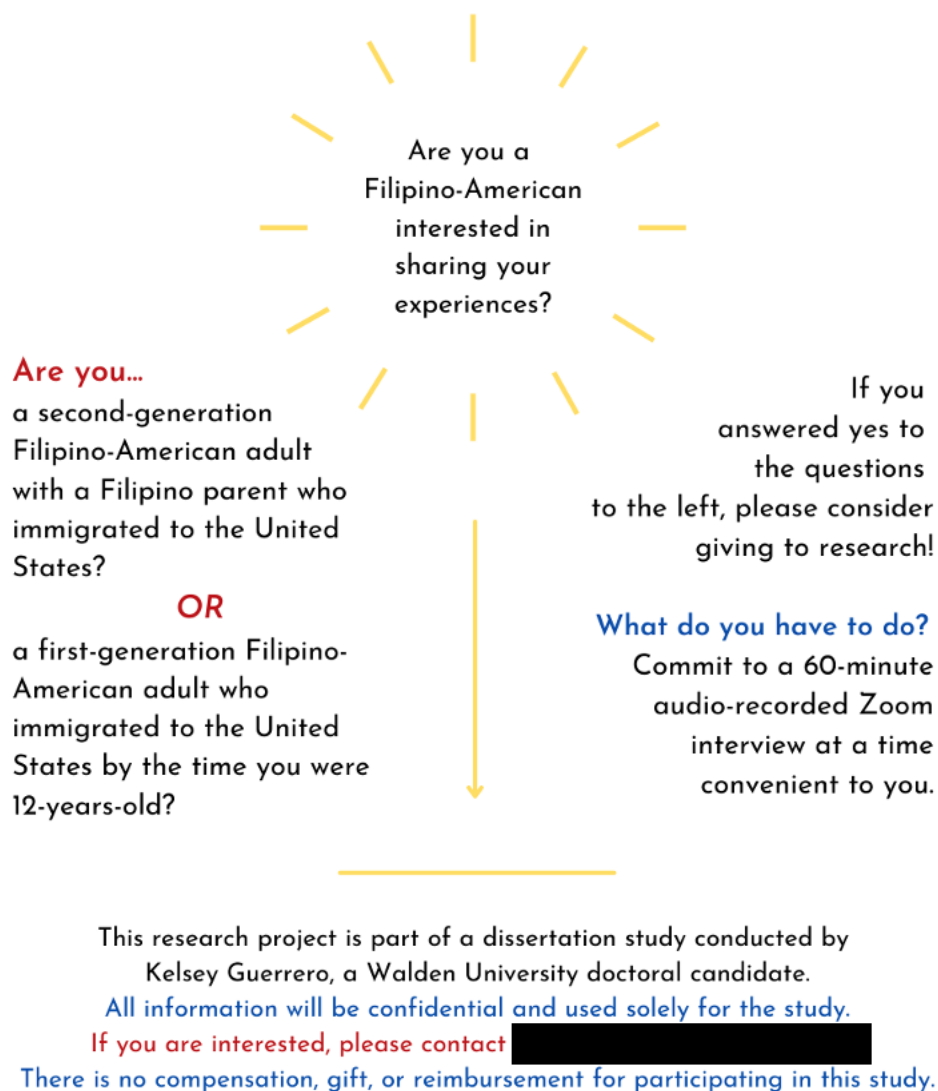 Are you a
Filipino-American
interested in
sharing your
experiences?
Are you...
a second-generation
Filipino-American adult
with a Filipino parent who
immigrated to the United
States?
OR
a first-generation Filipino-
American adult who
immigrated to the United
States by the time you were
12-years-old?
If you
answered yes to
the questions
to the left, please consider
giving to research!
What do you have to do?
Commit to a 60-minute
audio-recorded Zoom
interview at a time
convenient to you.
This research project is part of a dissertation study conducted by
Kelsey Guerrero, a Walden University doctoral candidate.
All information will be confidential and used solely for the study.
If you are interested, please contact
There is no compensation, gift, or reimbursement for participating in this study.